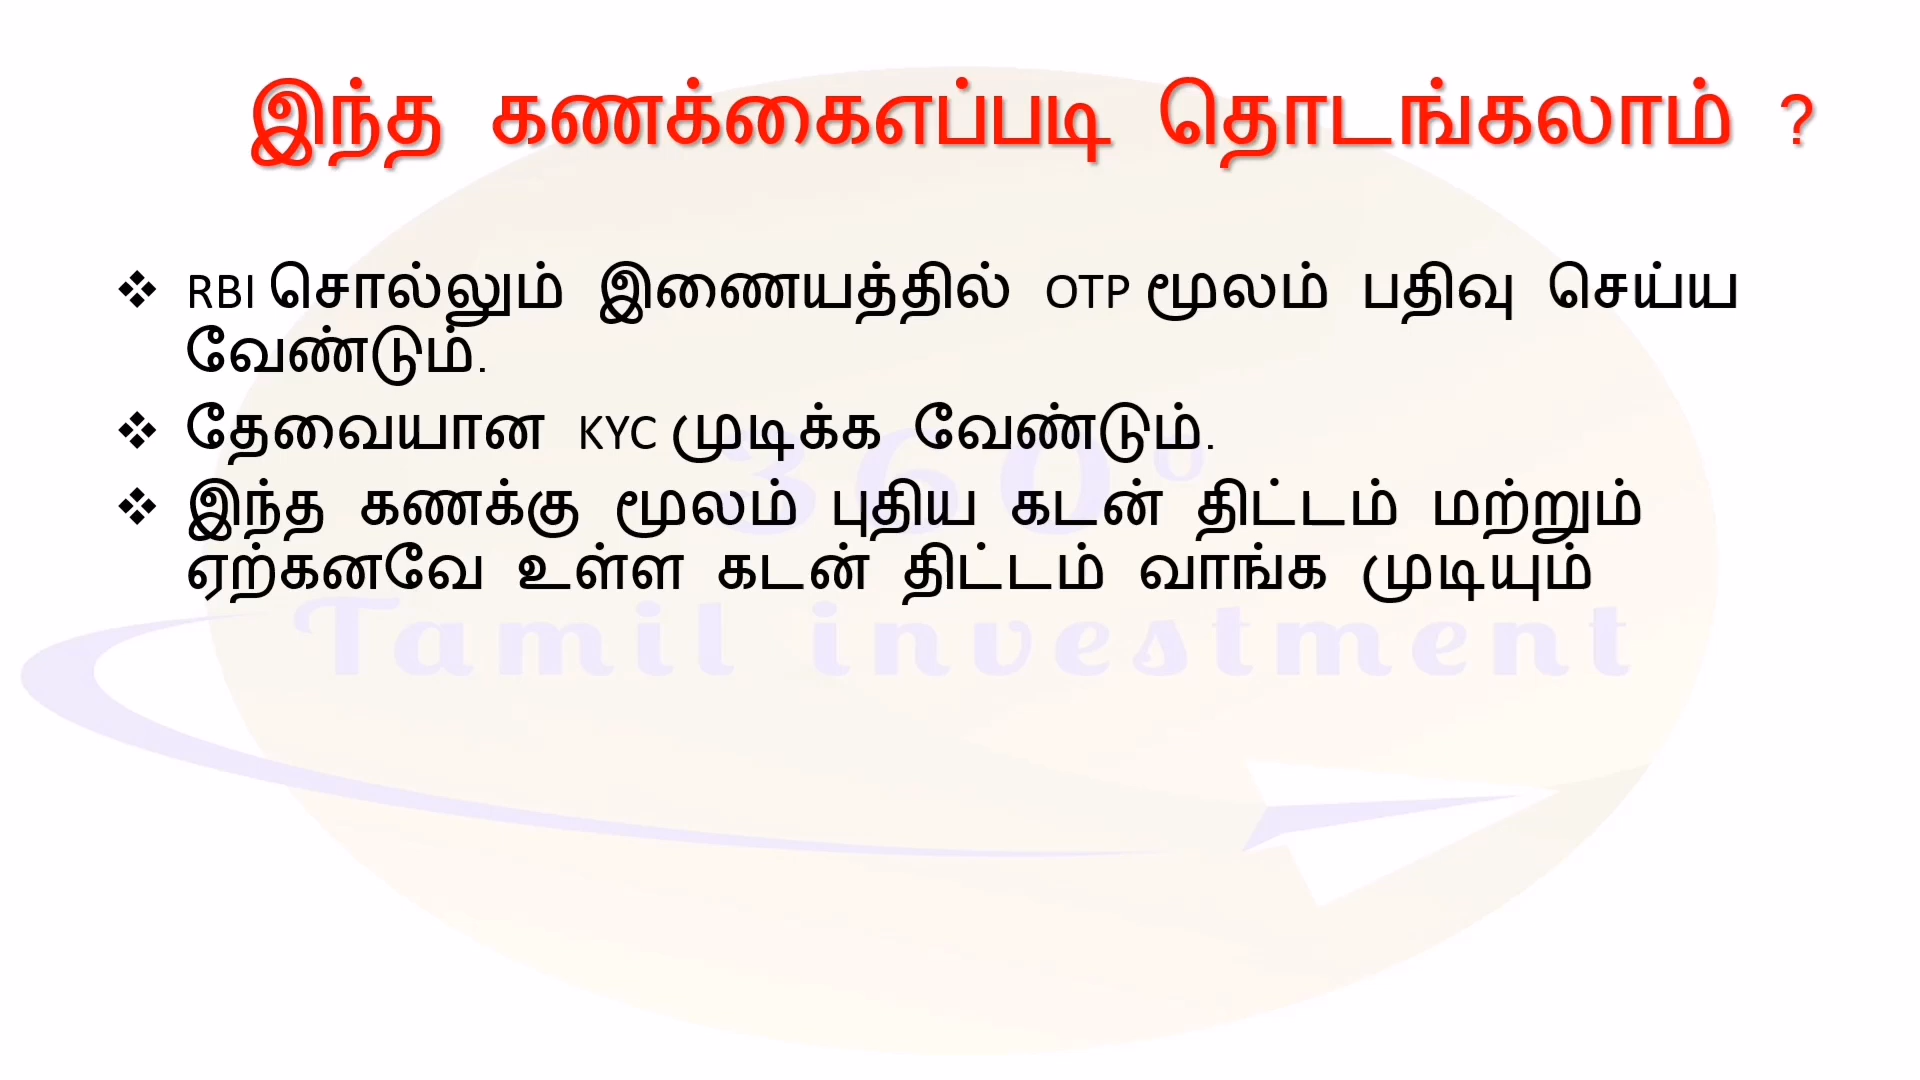 இந்த கணக்கைஎப்படி தொடங்கலாம் ?
❖ RBI சொல்லும் இணையத்தில் OTP மூலம் பதிவு செய்ய
வேண்டும்.
❖ தேவையான KYC முடிக்க வேண்டும்.
❖ இந்த கணக்கு மூலம் புதிய கடன் திட்டம் மற்றும்
ஏற்கனவே உள்ள கடன் திட்டம் வாங்க முடியும்
360°
Tamil investment